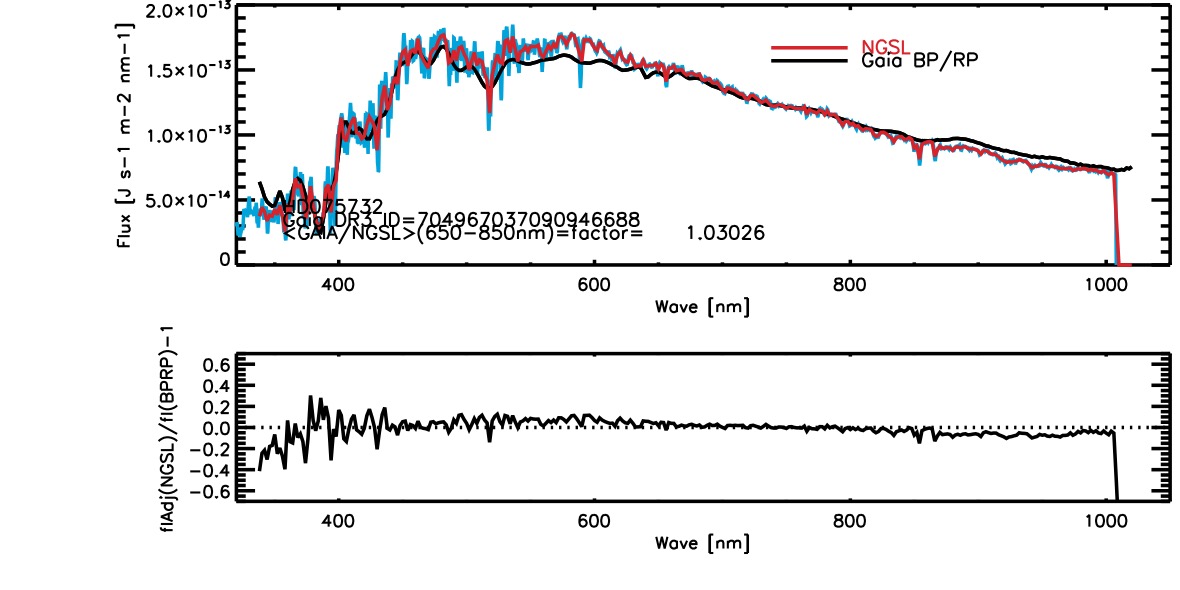 2.0×10⁻¹³
1.5×10⁻¹³
1.0×10⁻¹³
5.0×10⁻¹⁴
0
Flux [J s−1 m−2 nm−1]
NGSL
Gaia BP/RP
HD075732
Gaia DR3 ID=704967037090946688
<GAIA/NGSL>(650−850nm)=factor= 1.03026
400 600 800 1000
Wave [nm]
flAdj(NGSL)/fl(BPRP)−1
0.6
0.4
0.2
0.0
−0.2
−0.4
−0.6
400 600 800 1000
Wave [nm]